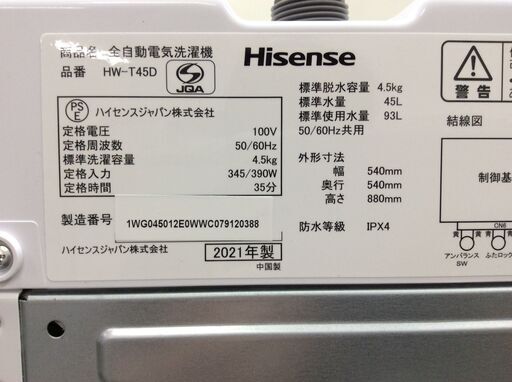 商品名 全自動電気洗濯機
品番 HW-T45D
JQA
PS
E
ハイセンスジャパン株式会社
定格電圧 100V
定格周波数 50/60Hz
標準洗濯容量 4.5kg
定格入力 345/390W
定格時間 35分
製造番号 1WG045012E0WWC079120388
ハイセンスジャパン株式会社 2021年製
中国製
Hisense
標準脱水容量 4.5kg
標準水量 45L
標準使用水量 93L
50/60Hz共用
外形寸法
幅 540mm
奥行 540mm
高さ 880mm
防水等級 IPX4
警告
結線図
制御基
CN6
青 青 黄 黄
アンバランス
SW
ふたロック